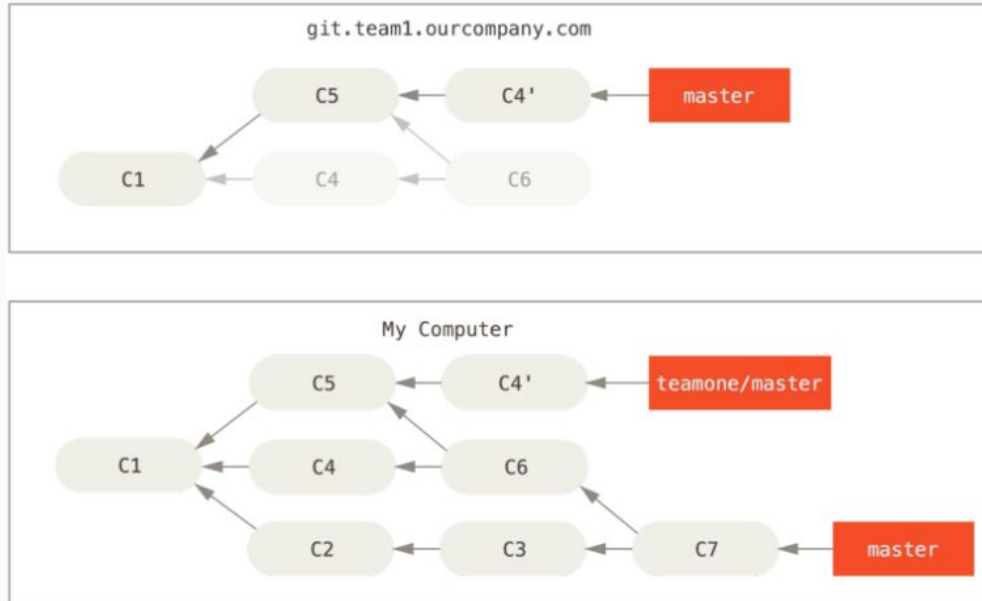 git.team1.ourcompany.com
C5 C4' master
C1 C4 C6
My Computer
C5 C4' teamone/master
C1 C4 C6
C2 C3 C7 master